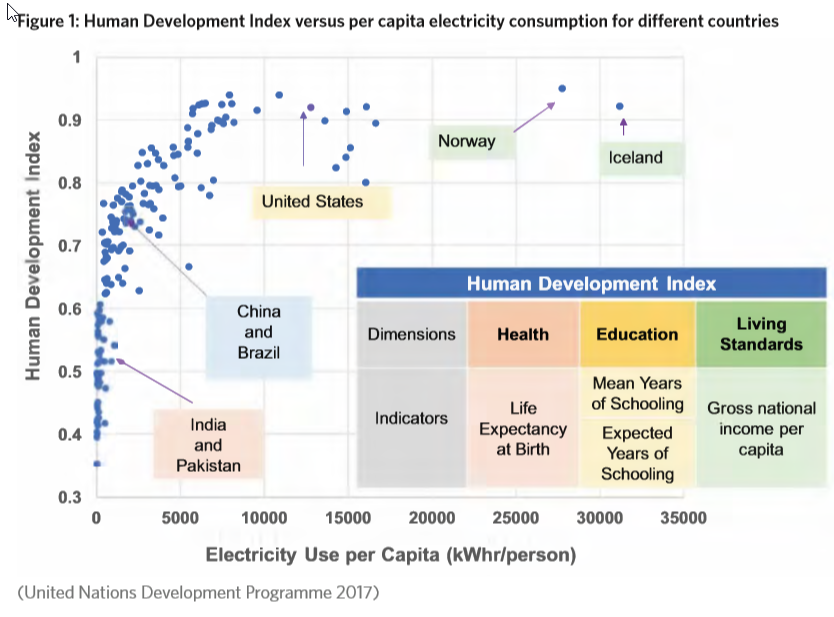 Figure 1: Human Development Index versus per capita electricity consumption for different countries
1
0.9
0.8
0.7
0.6
0.5
0.4
0.3
Human Development Index
Norway
Iceland
United States
China
and
Brazil
India
and
Pakistan
Human Development Index
Dimensions
Health
Education
Living
Standards
Indicators
Life
Expectancy
at Birth
Mean Years
of Schooling
Expected
Years of
Schooling
Gross national
income per
capita
0 5000 10000 15000 20000 25000 30000 35000
Electricity Use per Capita (kWhr/person)
(United Nations Development Programme 2017)